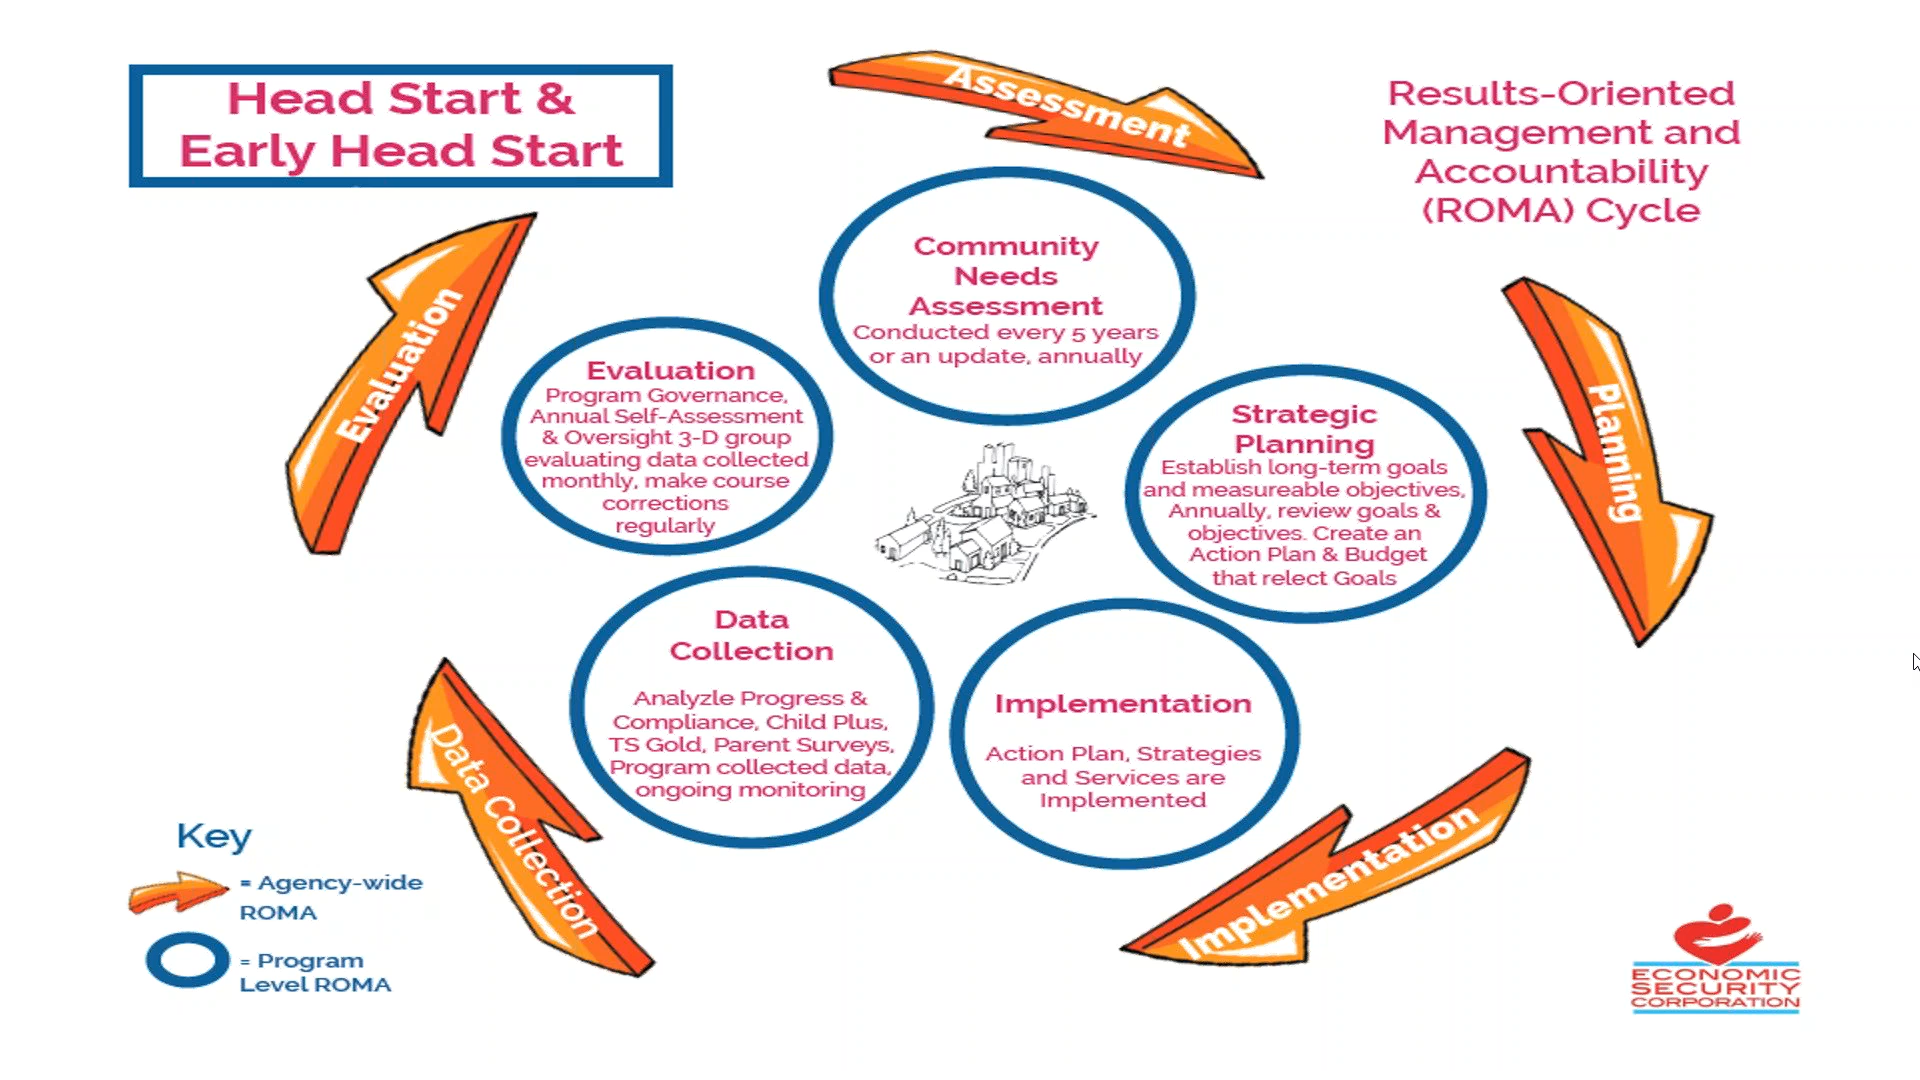 Head Start &
Early Head Start
Assessment
Results-Oriented
Management and
Accountability
(ROMA) Cycle
Community
Needs
Assessment
Conducted every 5 years
or an update, annually
Evaluation
Evaluation
Program Governance,
Annual Self-Assessment
& Oversight 3-D group
evaluating data collected
monthly, make course
corrections
regularly
Strategic
Planning
Establish long-term goals
and measureable objectives,
Annually, review goals &
objectives. Create an
Action Plan & Budget
that relect Goals
Planning
Data
Collection
Analyzle Progress &
Compliance, Child Plus,
TS Gold, Parent Surveys,
Program collected data,
ongoing monitoring
Implementation
Action Plan, Strategies
and Services are
Implemented
Data Collection
Implementation
Key
= Agency-wide
ROMA
= Program
Level ROMA
ECONOMIC
SECURITY
CORPORATION